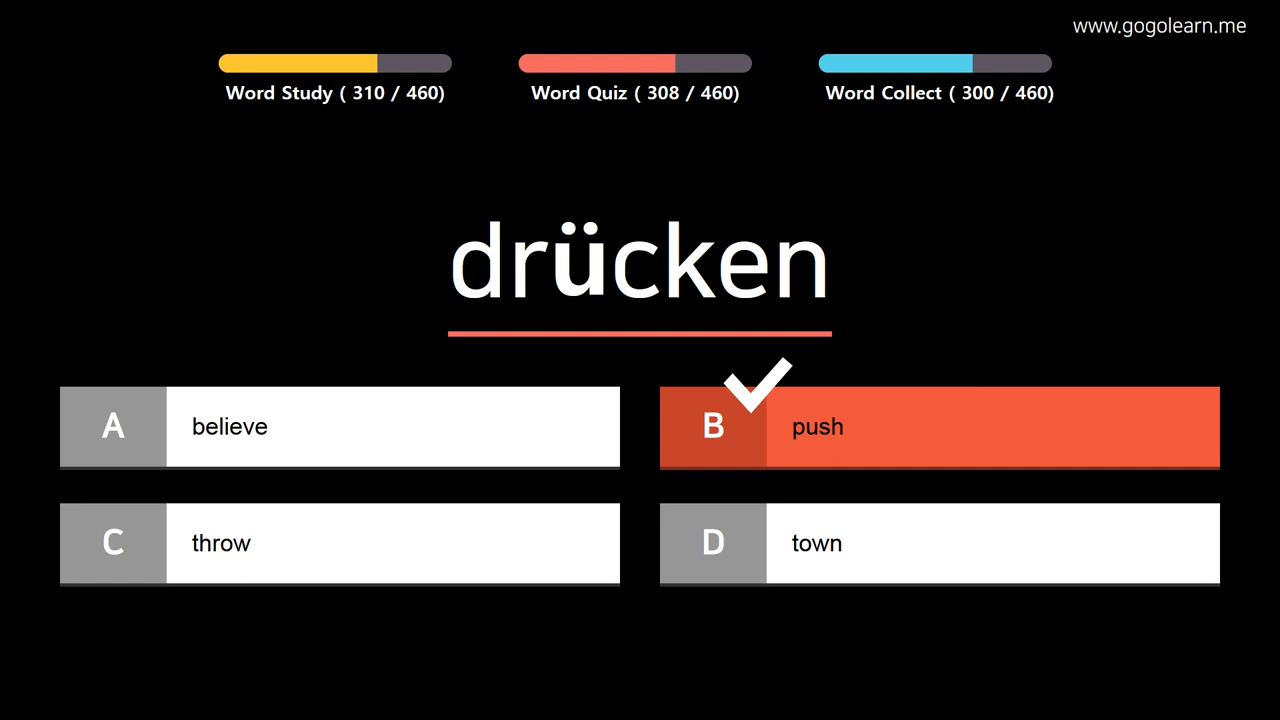 www.gogolearn.me
Word Study ( 310 / 460)
Word Quiz ( 308 / 460)
Word Collect ( 300 / 460)
drücken
A believe
B push
C throw
D town